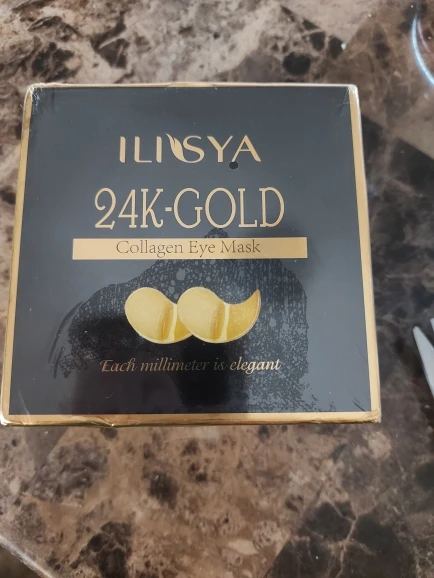 ILISYA
24K-GOLD
Collagen Eye Mask
Each millimeter is elegant